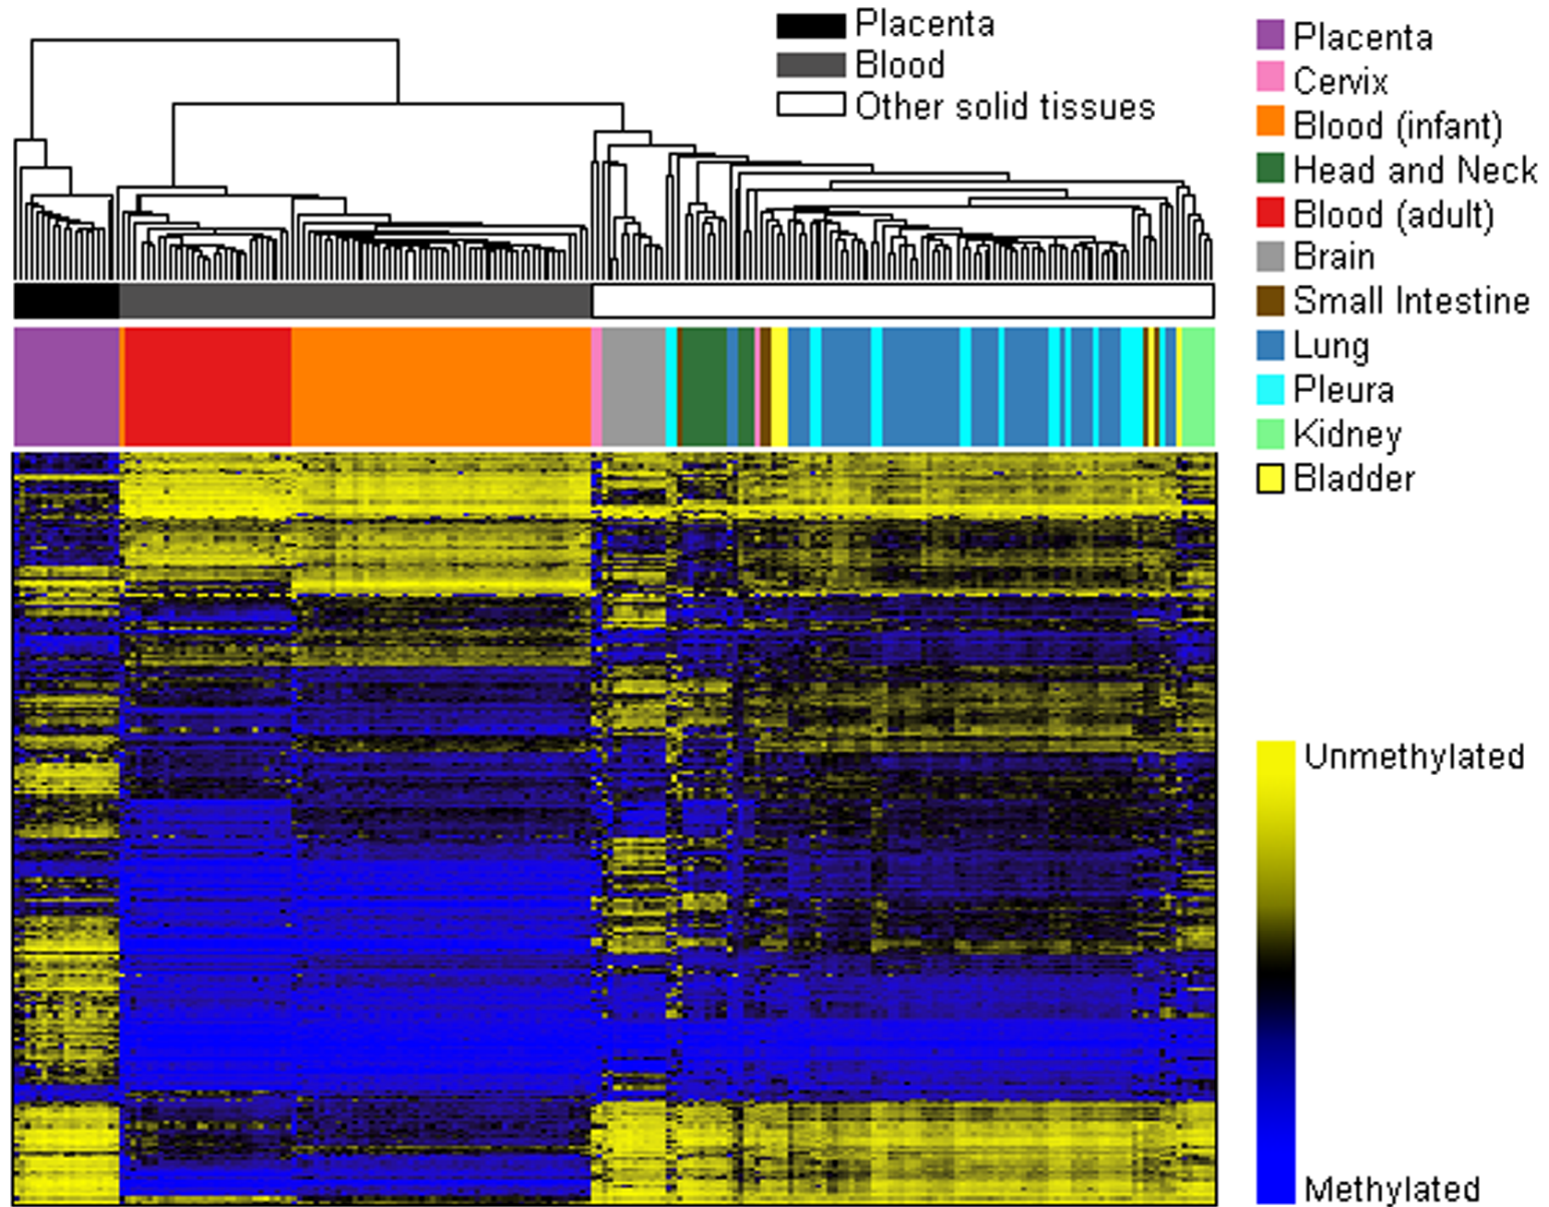 Placenta
Blood
Other solid tissues
Placenta
Cervix
Blood (infant)
Head and Neck
Blood (adult)
Brain
Small Intestine
Lung
Pleura
Kidney
Bladder
Unmethylated
Methylated